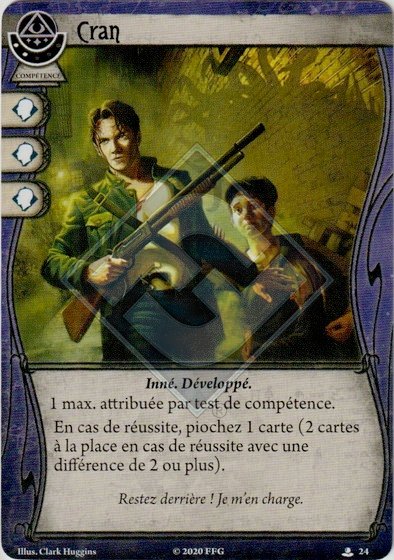 Cran
COMPÉTENCE
Inné. Développé.
1 max. attribuée par test de compétence.
En cas de réussite, piochez 1 carte (2 cartes
à la place en cas de réussite avec une
différence de 2 ou plus).
Restez derrière ! Je m'en charge.
Illus. Clark Huggins
© 2020 FFG
24